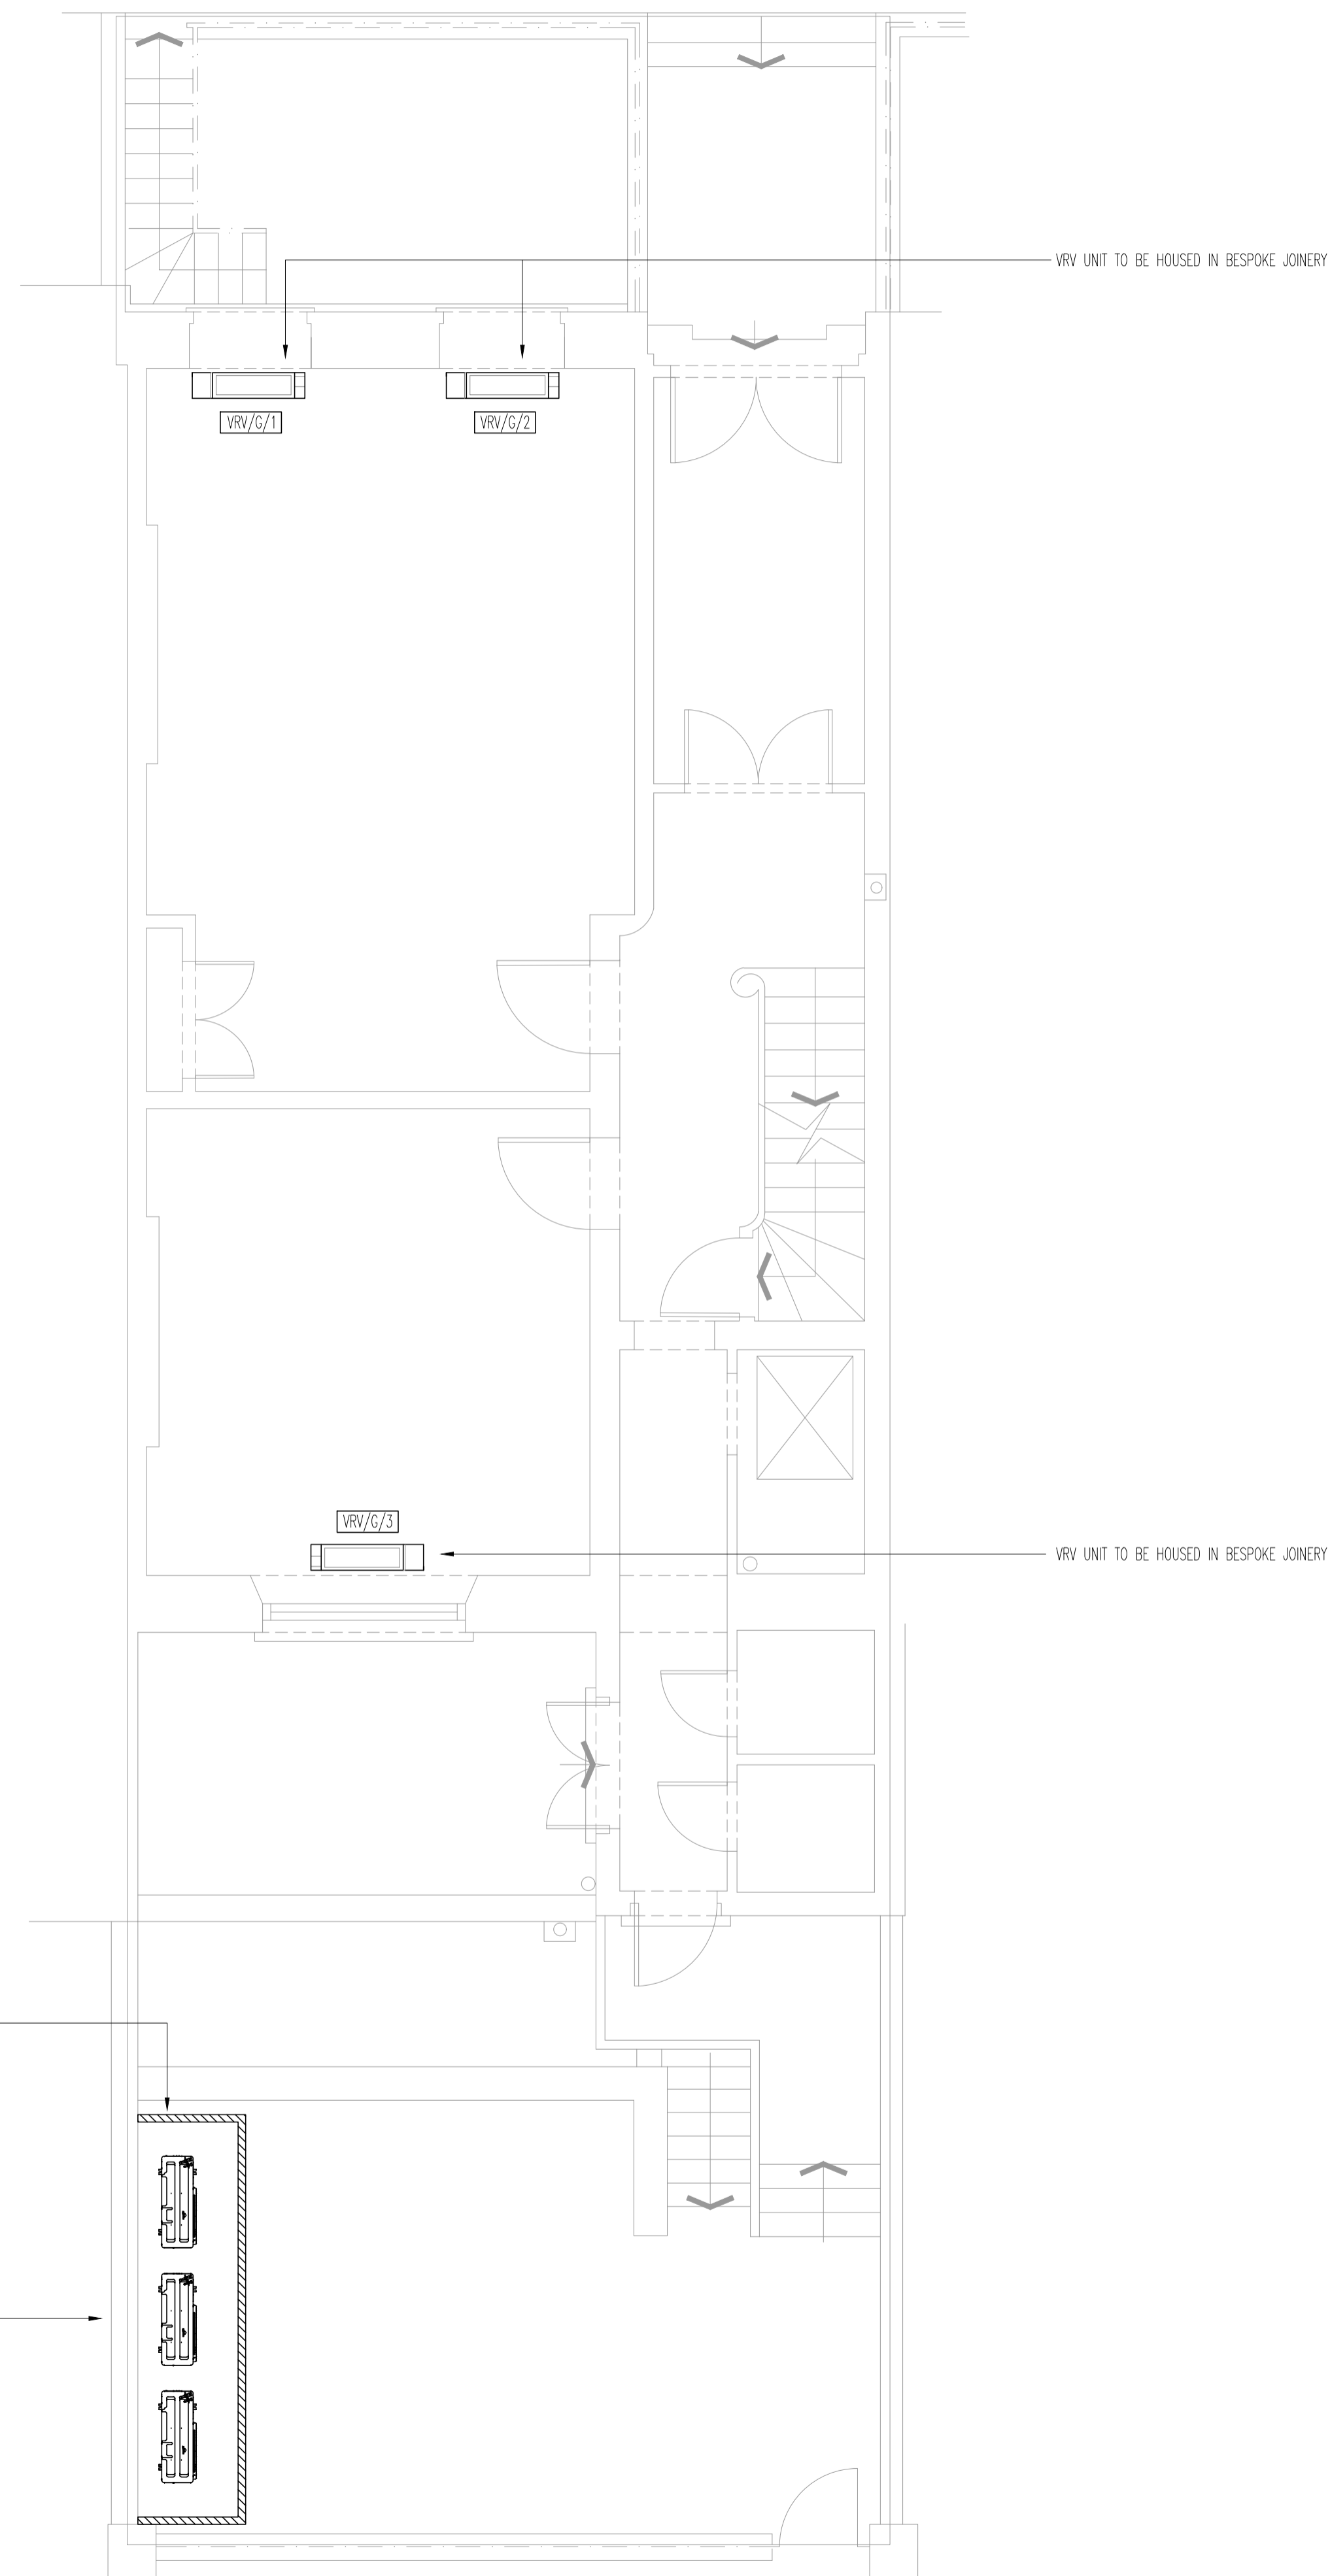 VRV UNIT TO BE HOUSED IN BESPOKE JOINERY
VRV/G/1
VRV/G/2
VRV/G/3
VRV UNIT TO BE HOUSED IN BESPOKE JOINERY